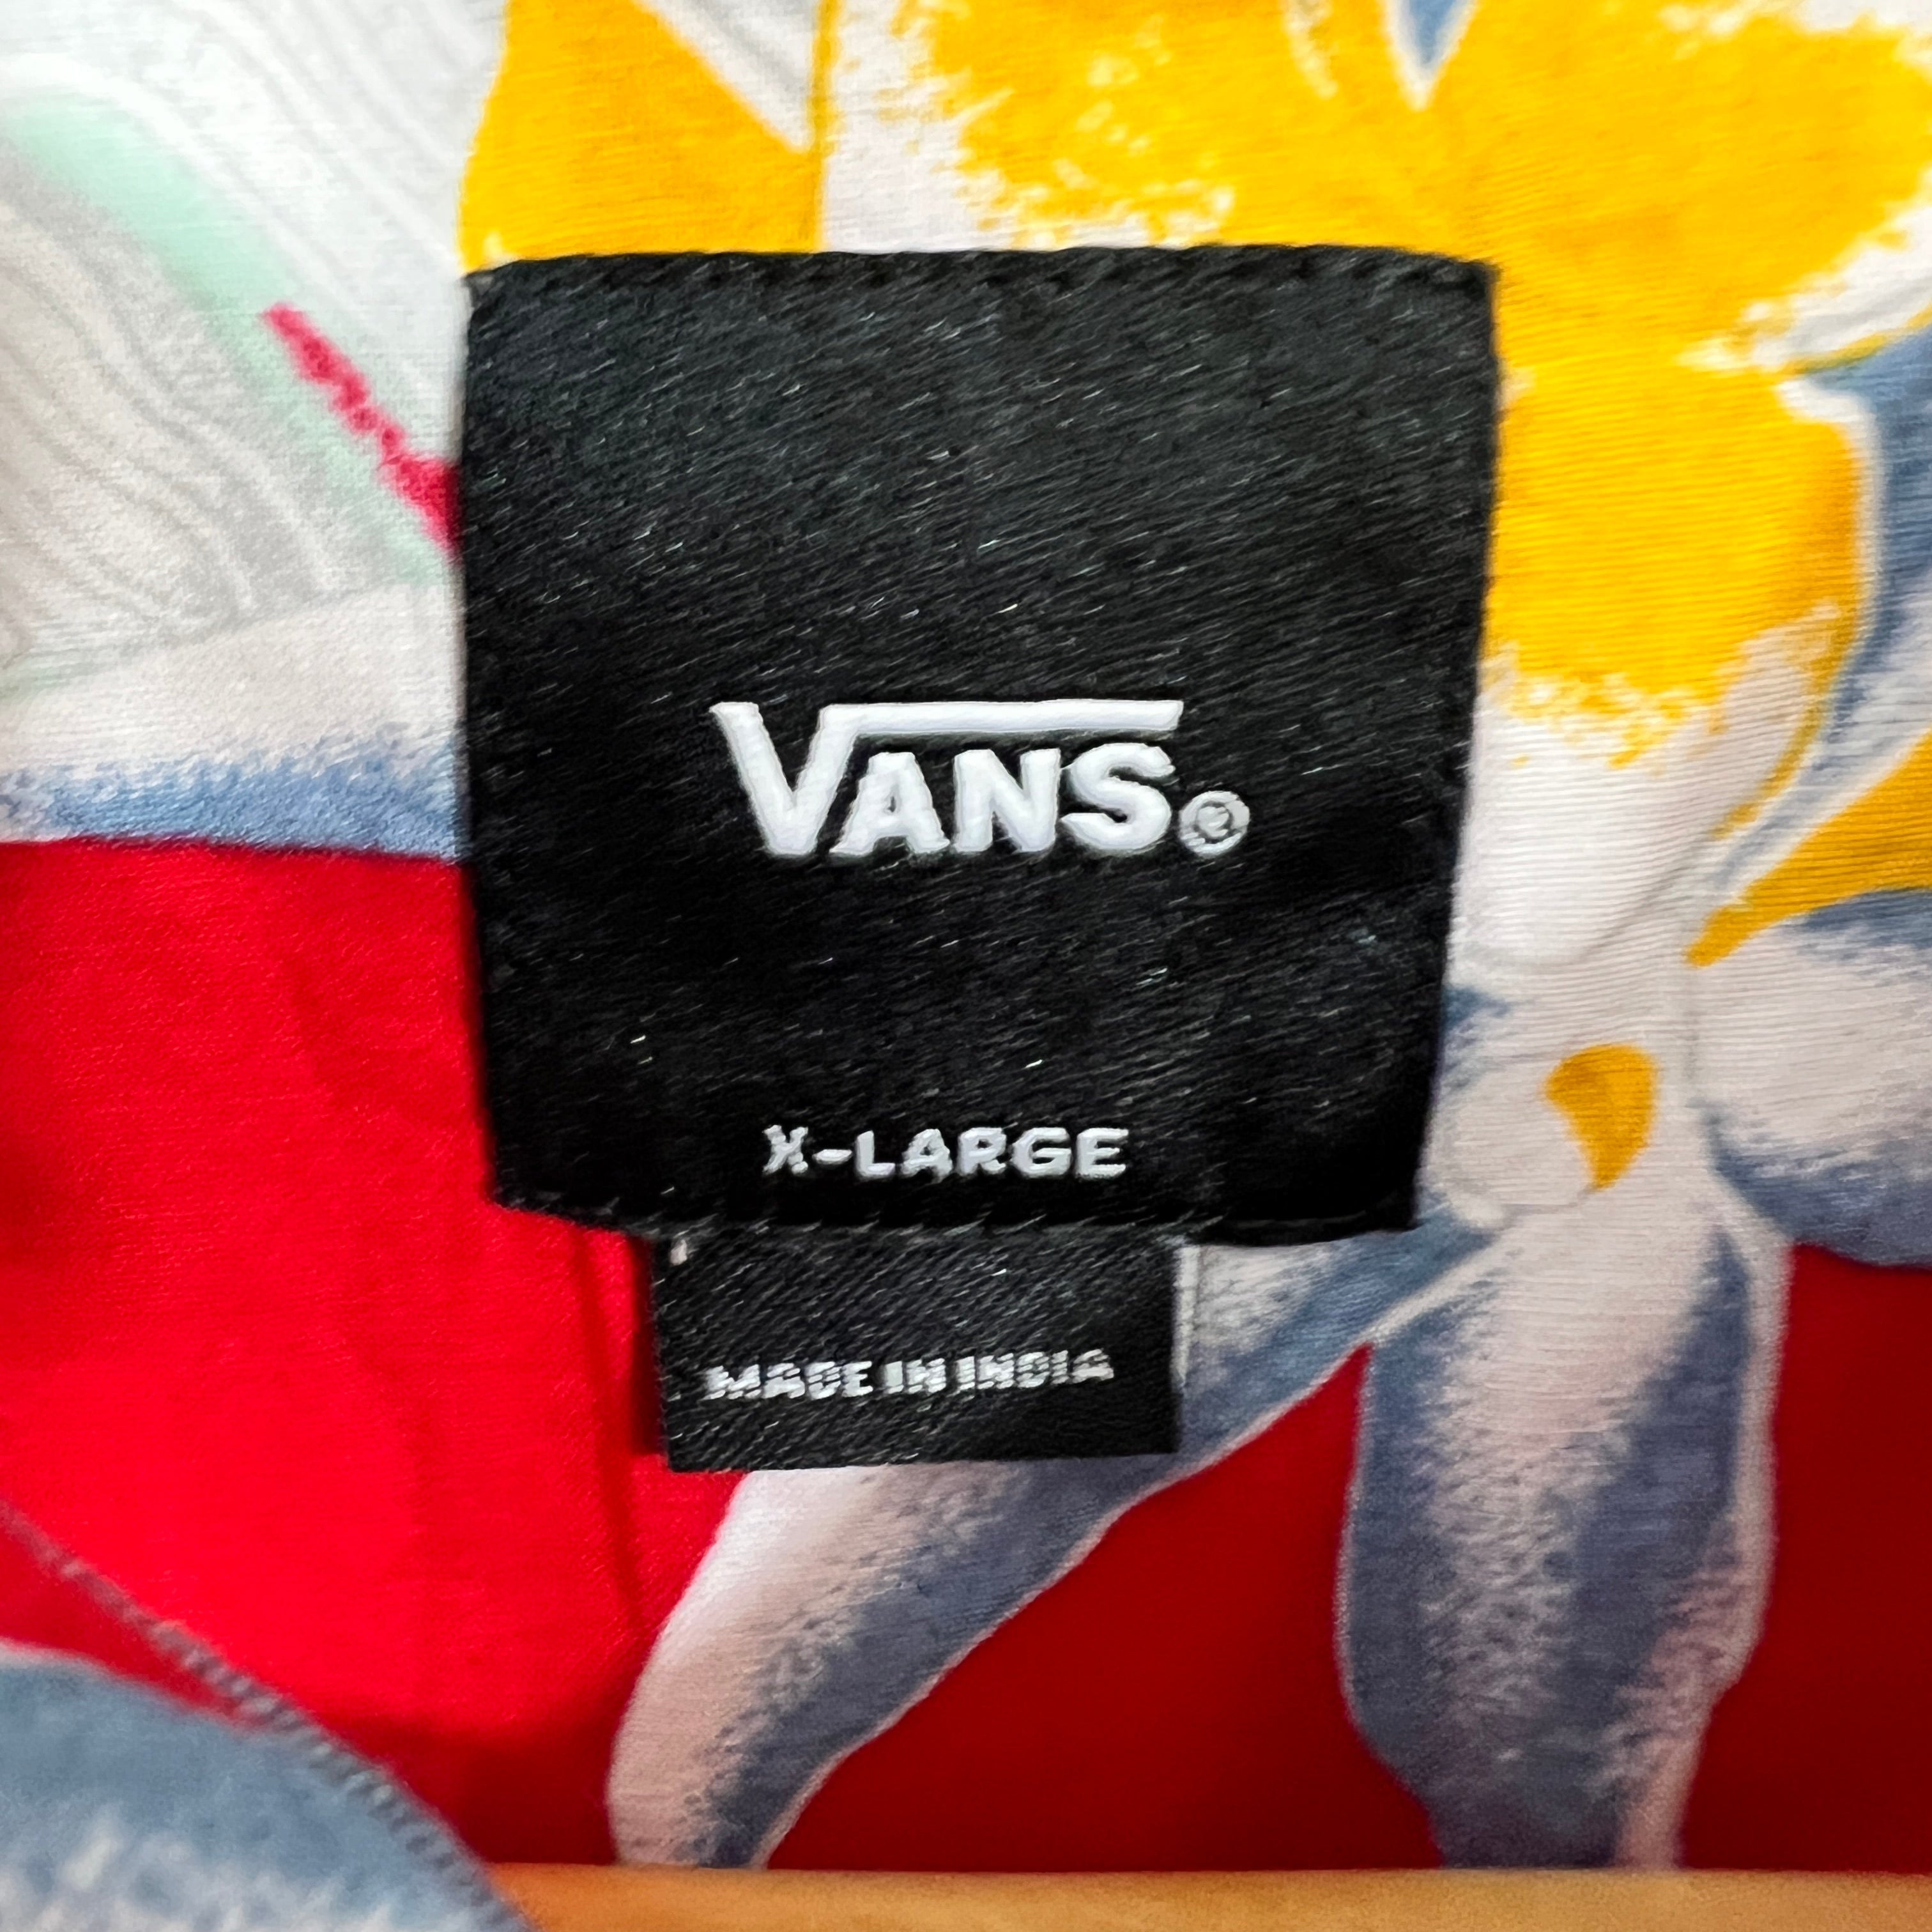 VANS®
X-LARGE
MADE IN INDIA